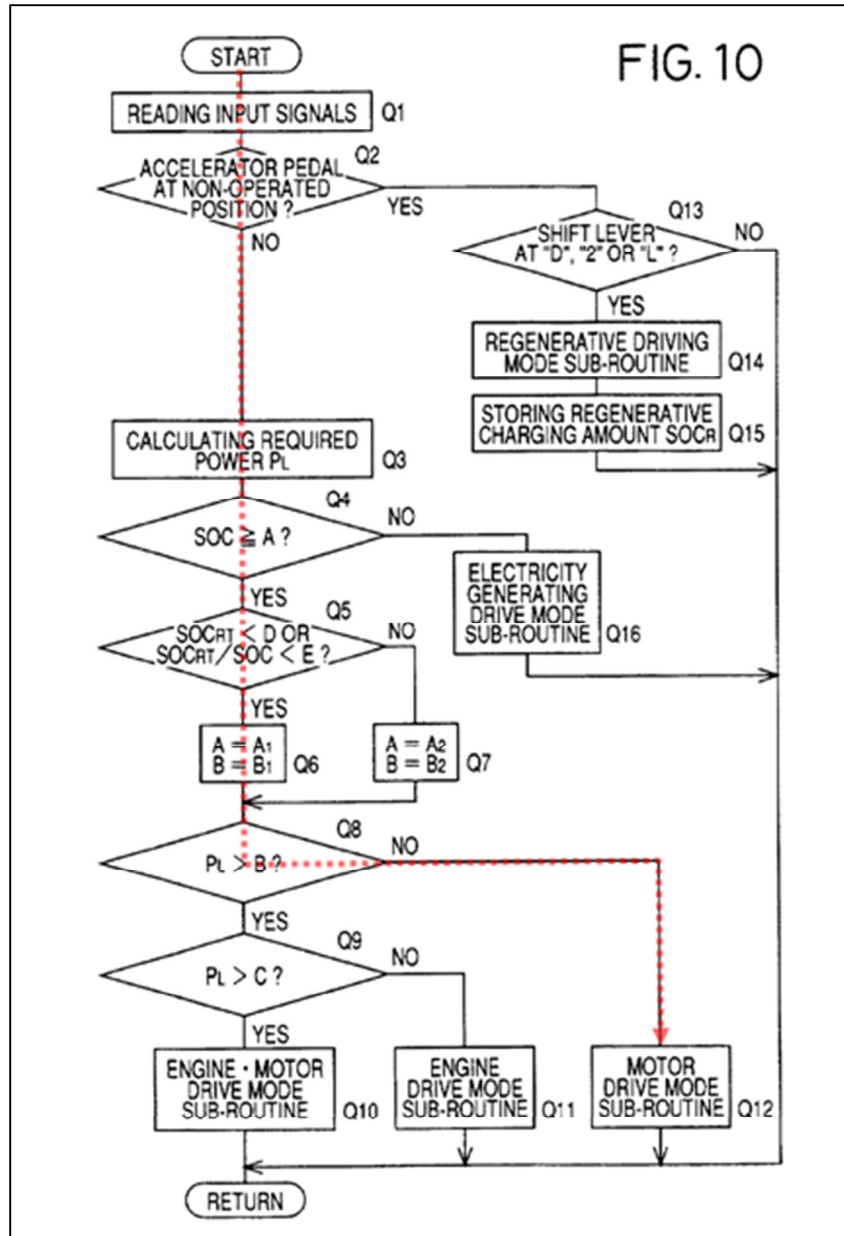 FIG. 10
START
READING INPUT SIGNALS
Q1
Q2
ACCELERATOR PEDAL
AT NON-OPERATED
POSITION ?
YES
NO
Q13
SHIFT LEVER
AT "D", "2" OR "L" ?
NO
YES
REGENERATIVE DRIVING
MODE SUB-ROUTINE
Q14
STORING REGENERATIVE
CHARGING AMOUNT SOCR
Q15
CALCULATING REQUIRED
POWER PL
Q3
Q4
SOC ≧ A ?
NO
YES
ELECTRICITY
GENERATING
DRIVE MODE
SUB-ROUTINE
Q16
Q5
SOCRT < D OR
SOCRT/SOC < E ?
NO
YES
A = A1
B = B1
Q6
A = A2
B = B2
Q7
Q8
PL > B ?
NO
YES
Q9
PL > C ?
NO
YES
ENGINE・MOTOR
DRIVE MODE
SUB-ROUTINE
Q10
ENGINE
DRIVE MODE
SUB-ROUTINE
Q11
MOTOR
DRIVE MODE
SUB-ROUTINE
Q12
RETURN